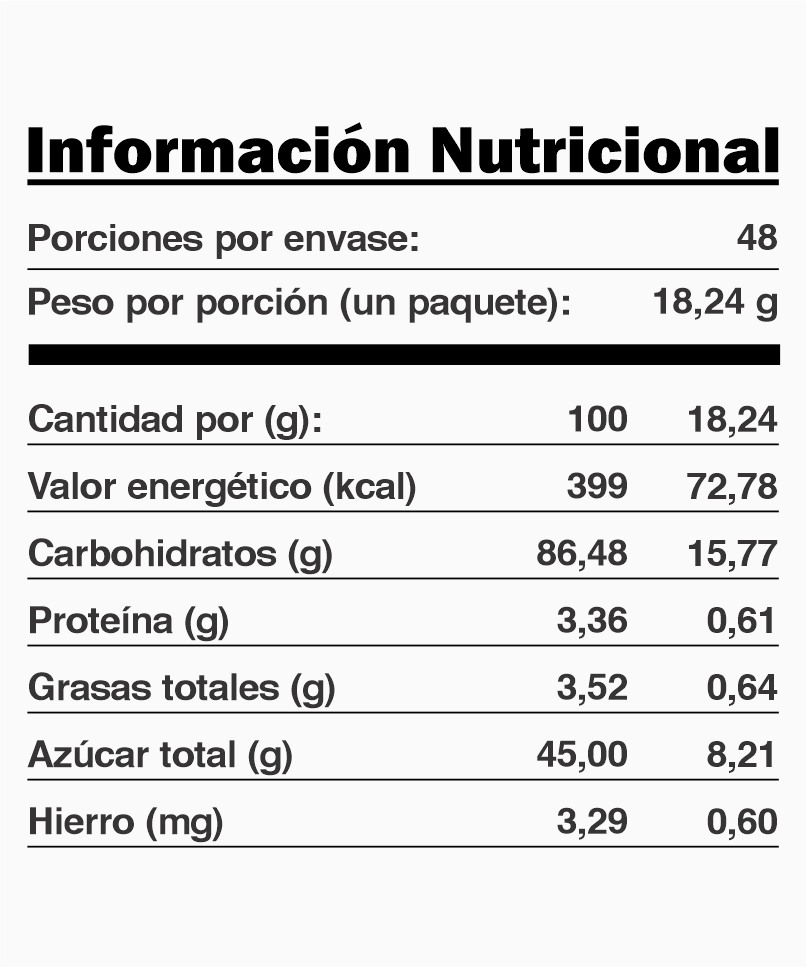 Información Nutricional
Porciones por envase: 48
Peso por porción (un paquete): 18,24 g
Cantidad por (g): 100 18,24
Valor energético (kcal) 399 72,78
Carbohidratos (g) 86,48 15,77
Proteína (g) 3,36 0,61
Grasas totales (g) 3,52 0,64
Azúcar total (g) 45,00 8,21
Hierro (mg) 3,29 0,60